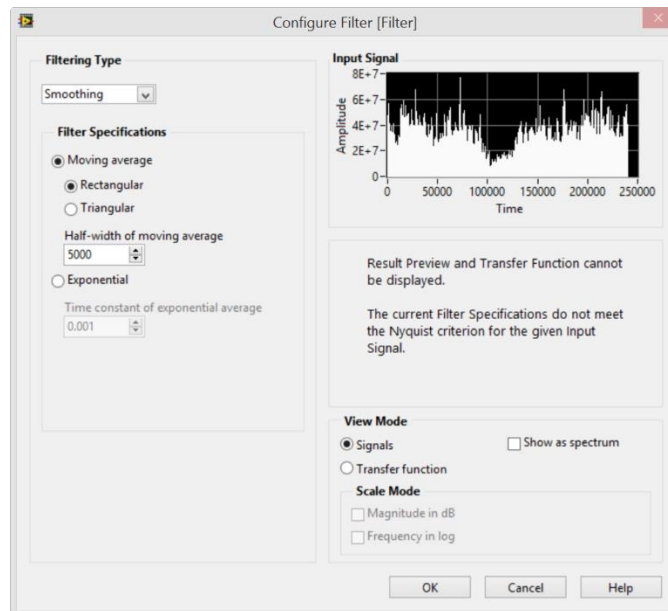 Configure Filter [Filter]
Filtering Type
Smoothing
Filter Specifications
Moving average
Rectangular
Triangular
Half-width of moving average
5000
Exponential
Time constant of exponential average
0.001
Input Signal
8E+7
6E+7
4E+7
2E+7
0
Amplitude
0 50000 100000 150000 200000 250000
Time
Result Preview and Transfer Function cannot
be displayed.
The current Filter Specifications do not meet
the Nyquist criterion for the given Input
Signal.
View Mode
Signals
Show as spectrum
Transfer function
Scale Mode
Magnitude in dB
Frequency in log
OK Cancel Help